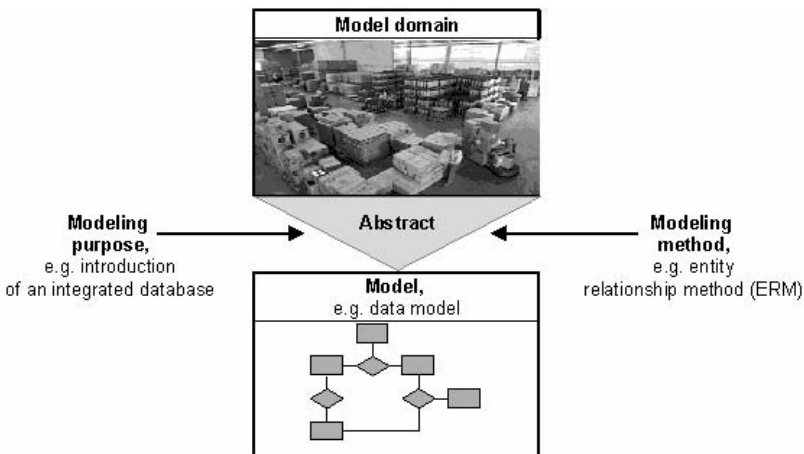 Model domain
Abstract
Modeling
purpose,
e.g. introduction
of an integrated database
Modeling
method,
e.g. entity
relationship method (ERM)
Model,
e.g. data model